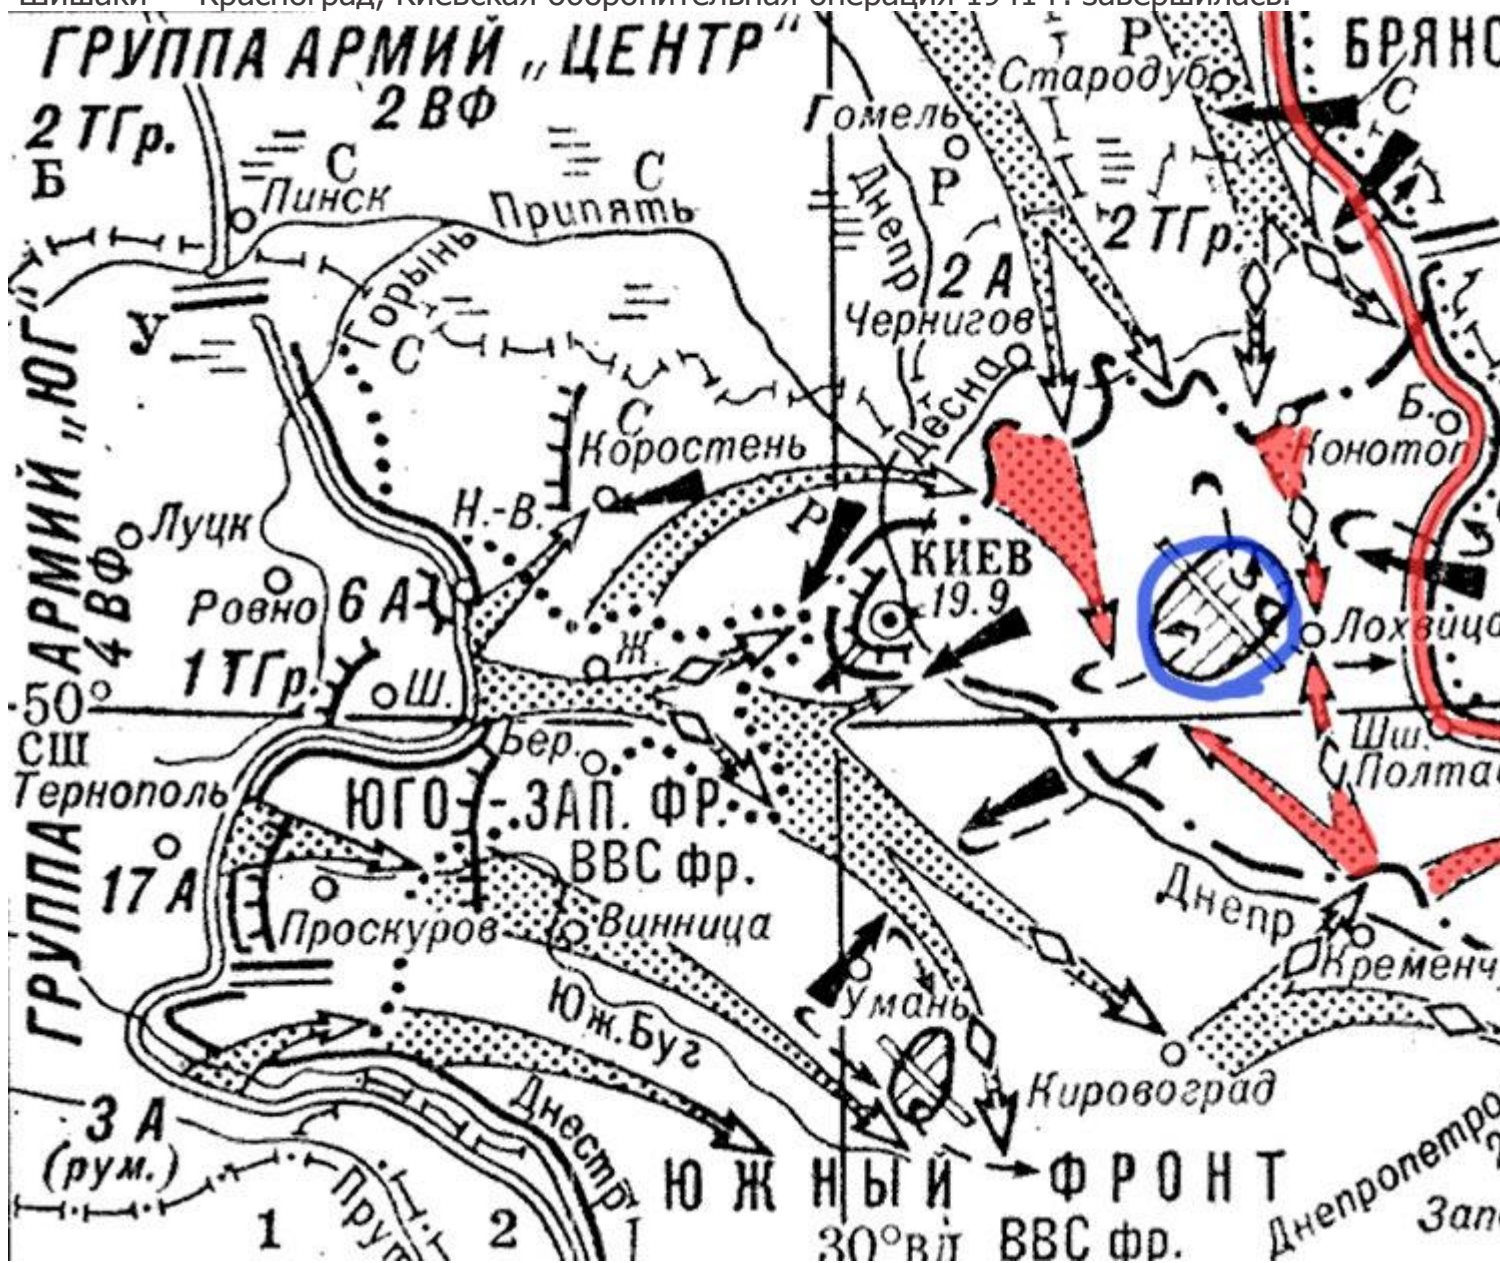 Шишаки — Красноград, Киевская оборонительная операция 1941 г. завершилась.
ГРУППА АРМИЙ „ЦЕНТР“
БРЯНС
2 ТГр.
2 ВФ
Б
Р
Стародуб
С
Гомель
С
С
Пинск
Припять
Днепр
Р
2 ТГр.
Горынь
2 А
Чернигов
У
С
Десна
ГРУППА АРМИЙ „ЮГ“
4 ВФ
С
Коростень
Б.
Конотоп
Н.-В.
Луцк
Р
КИЕВ
19.9
Ровно
6 А
Лохвица
1 ТГр.
Ш.
Ж.
50°
СШ
Бер.
Шш.
Полта
Тернополь
ЮГО-ЗАП. ФР.
ВВС фр.
17 А
Проскуров
Винница
Днепр
Кременч
Умань
Юж.Буг
Кировоград
3 А
(рум.)
Днестр
ЮЖНЫЙ ФРОНТ
Днепропетро
Зап
1
Прут
2
30°вд
ВВС фр.